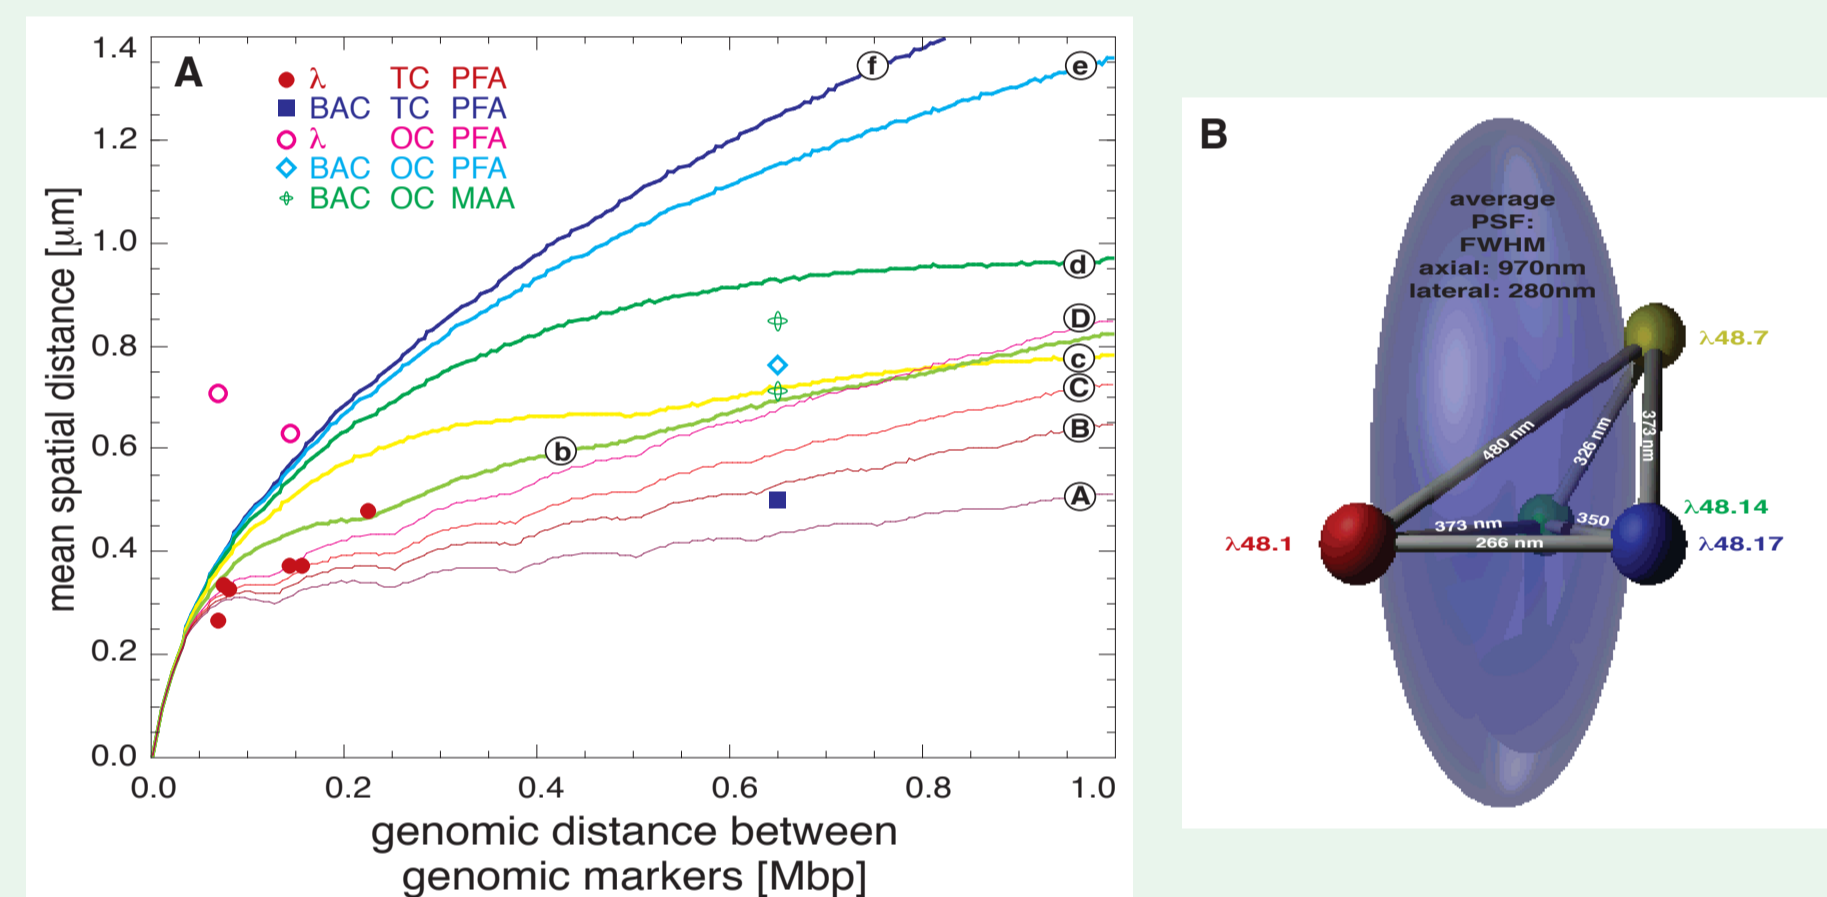 A
λ TC PFA
BAC TC PFA
λ OC PFA
BAC OC PFA
BAC OC MAA
f
e
d
D
c
C
b
B
A
mean spatial distance [µm]
1.4
1.2
1.0
0.8
0.6
0.4
0.2
0.0
0.0 0.2 0.4 0.6 0.8 1.0
genomic distance between
genomic markers [Mbp]
B
average
PSF:
FWHM
axial: 970nm
lateral: 280nm
λ48.7
480 nm
326 nm
373 nm
λ48.14
373 nm
350
λ48.1
266 nm
λ48.17